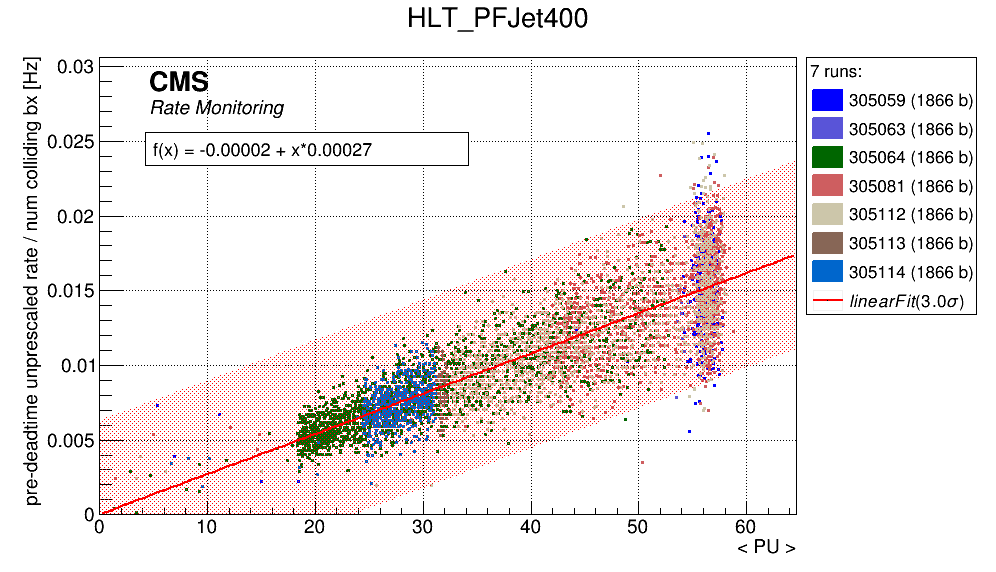 HLT_PFJet400
pre-deadtime unprescaled rate / num colliding bx [Hz]
0.03
0.025
0.02
0.015
0.01
0.005
0
CMS
Rate Monitoring
f(x) = -0.00002 + x*0.00027
0 10 20 30 40 50 60
< PU >
7 runs:
305059 (1866 b)
305063 (1866 b)
305064 (1866 b)
305081 (1866 b)
305112 (1866 b)
305113 (1866 b)
305114 (1866 b)
linearFit(3.0σ)